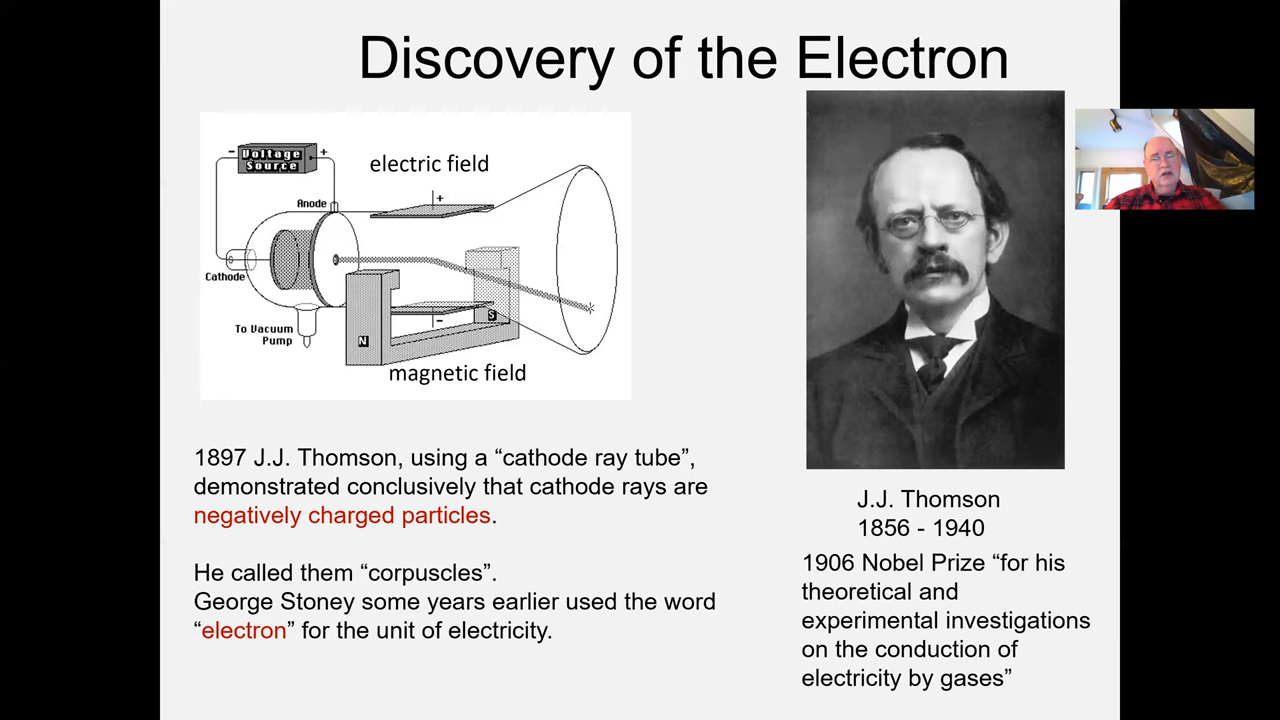 Discovery of the Electron
- Voltage Source +
electric field
+
Anode
Cathode
To Vacuum
Pump
N
-
S
magnetic field
1897 J.J. Thomson, using a “cathode ray tube”,
demonstrated conclusively that cathode rays are
negatively charged particles.
He called them “corpuscles”.
George Stoney some years earlier used the word
“electron” for the unit of electricity.
J.J. Thomson
1856 - 1940
1906 Nobel Prize “for his
theoretical and
experimental investigations
on the conduction of
electricity by gases”